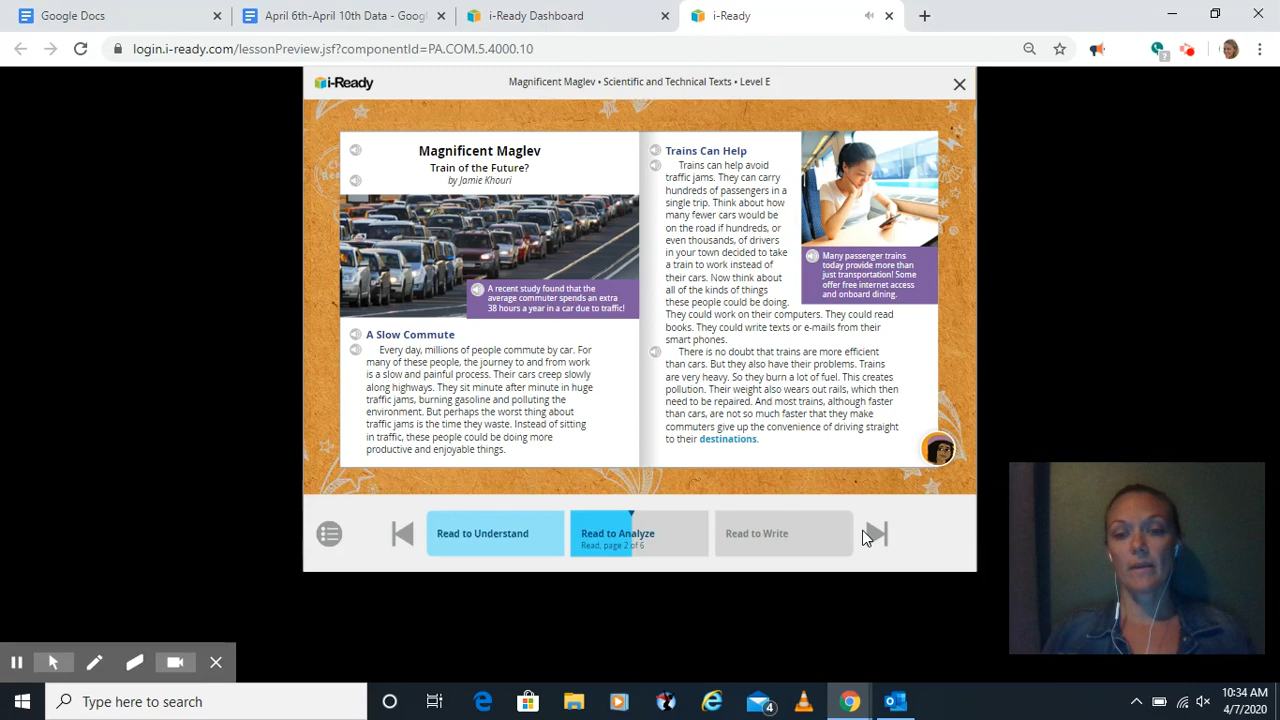 Google Docs
April 6th-April 10th Data - Googl
i-Ready Dashboard
i-Ready
login.i-ready.com/lessonPreview.jsf?componentId=PA.COM.5.4000.10
i-Ready
Magnificent Maglev • Scientific and Technical Texts • Level E
Magnificent Maglev
Train of the Future?
by Jamie Khouri
A recent study found that the
average commuter spends an extra
38 hours a year in a car due to traffic!
A Slow Commute
Every day, millions of people commute by car. For
many of these people, the journey to and from work
is a slow and painful process. Their cars creep slowly
along highways. They sit minute after minute in huge
traffic jams, burning gasoline and polluting the
environment. But perhaps the worst thing about
traffic jams is the time they waste. Instead of sitting
in traffic, these people could be doing more
productive and enjoyable things.
Trains Can Help
Trains can help avoid
traffic jams. They can carry
hundreds of passengers in a
single trip. Think about how
many fewer cars would be
on the road if hundreds, or
even thousands, of drivers
in your town decided to take
a train to work instead of
their cars. Now think about
all of the kinds of things
these people could be doing.
They could work on their computers. They could read
books. They could write texts or e-mails from their
smart phones.
Many passenger trains
today provide more than
just transportation! Some
offer free internet access
and onboard dining.
There is no doubt that trains are more efficient
than cars. But they also have their problems. Trains
are very heavy. So they burn a lot of fuel. This creates
pollution. Their weight also wears out rails, which then
need to be repaired. And most trains, although faster
than cars, are not so much faster that they make
commuters give up the convenience of driving straight
to their destinations.
Read to Understand
Read to Analyze
Read, page 2 of 6
Read to Write
Type here to search
4
10:34 AM
4/7/2020